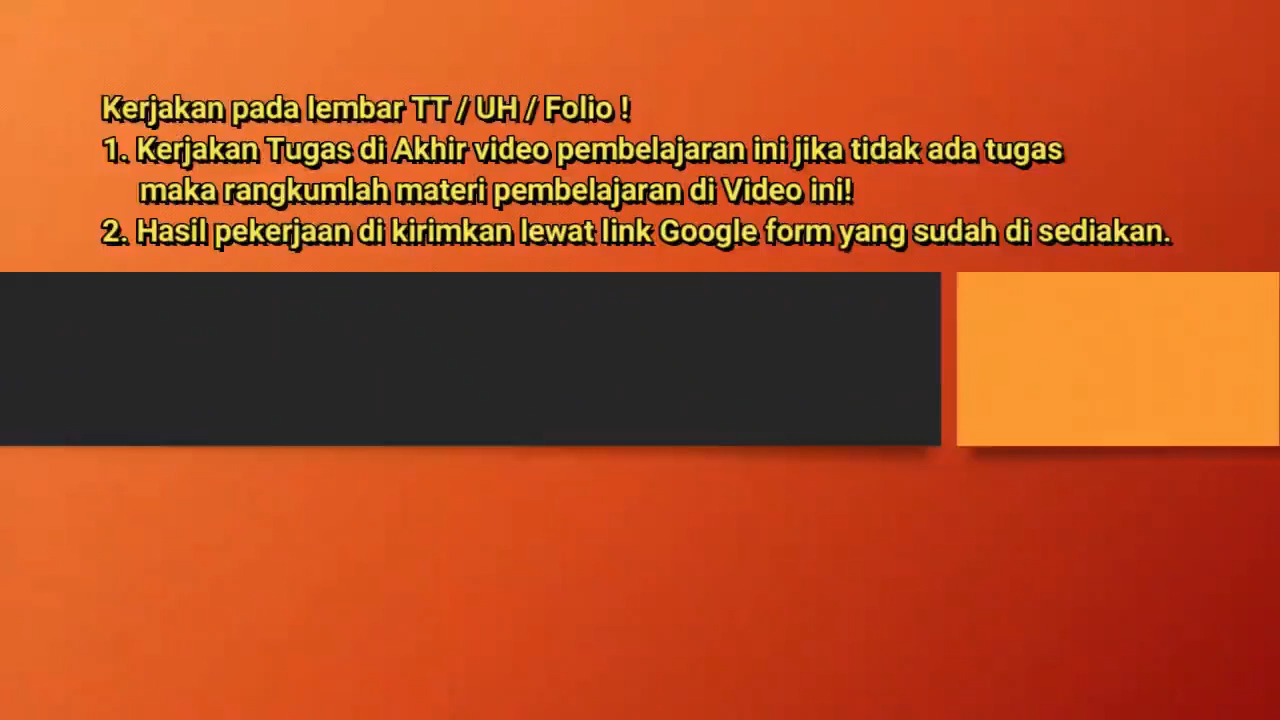 Kerjakan pada lembar TT / UH / Folio !
1. Kerjakan Tugas di Akhir video pembelajaran ini jika tidak ada tugas
maka rangkumlah materi pembelajaran di Video ini!
2. Hasil pekerjaan di kirimkan lewat link Google form yang sudah di sediakan.